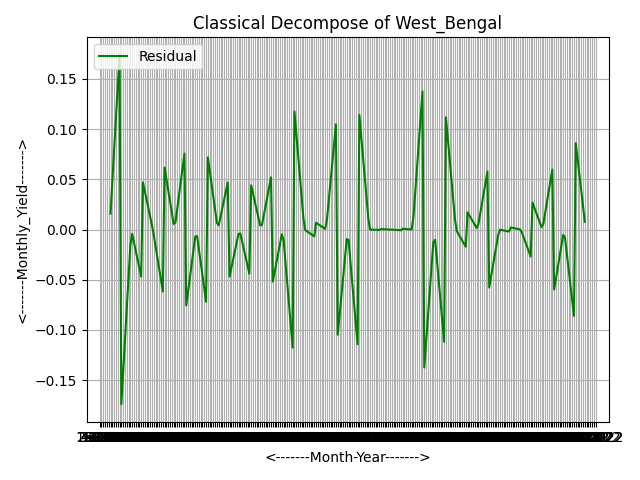 Classical Decompose of West_Bengal
Residual
0.15
0.10
0.05
0.00
−0.05
−0.10
−0.15
<-------Monthly_Yield------->
<-------Month-Year------->